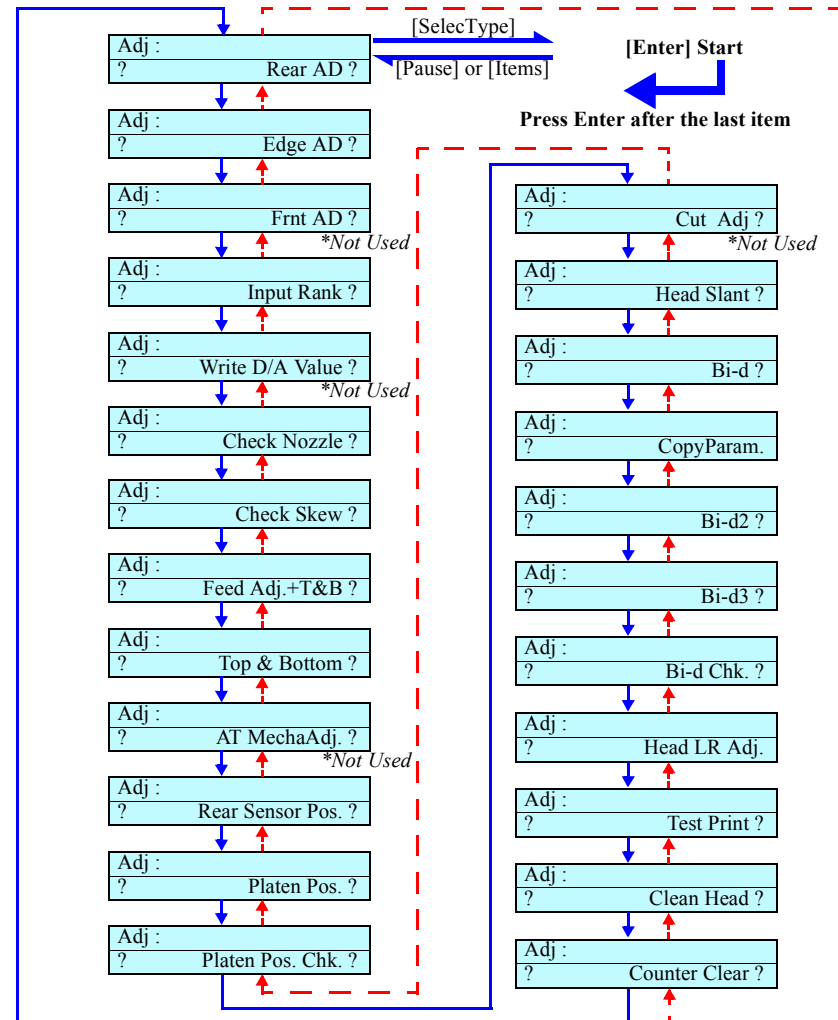 [SelecType]
[Pause] or [Items]
[Enter] Start
Press Enter after the last item
Adj :
? Rear AD ?
Adj :
? Edge AD ?
Adj :
? Frnt AD ?
*Not Used
Adj :
? Input Rank ?
Adj :
? Write D/A Value ?
*Not Used
Adj :
? Check Nozzle ?
Adj :
? Check Skew ?
Adj :
? Feed Adj.+T&B ?
Adj :
? Top & Bottom ?
Adj :
? AT MechaAdj. ?
*Not Used
Adj :
? Rear Sensor Pos. ?
Adj :
? Platen Pos. ?
Adj :
? Platen Pos. Chk. ?
Adj :
? Cut Adj ?
*Not Used
Adj :
? Head Slant ?
Adj :
? Bi-d ?
Adj :
? CopyParam.
Adj :
? Bi-d2 ?
Adj :
? Bi-d3 ?
Adj :
? Bi-d Chk. ?
Adj :
? Head LR Adj.
Adj :
? Test Print ?
Adj :
? Clean Head ?
Adj :
? Counter Clear ?